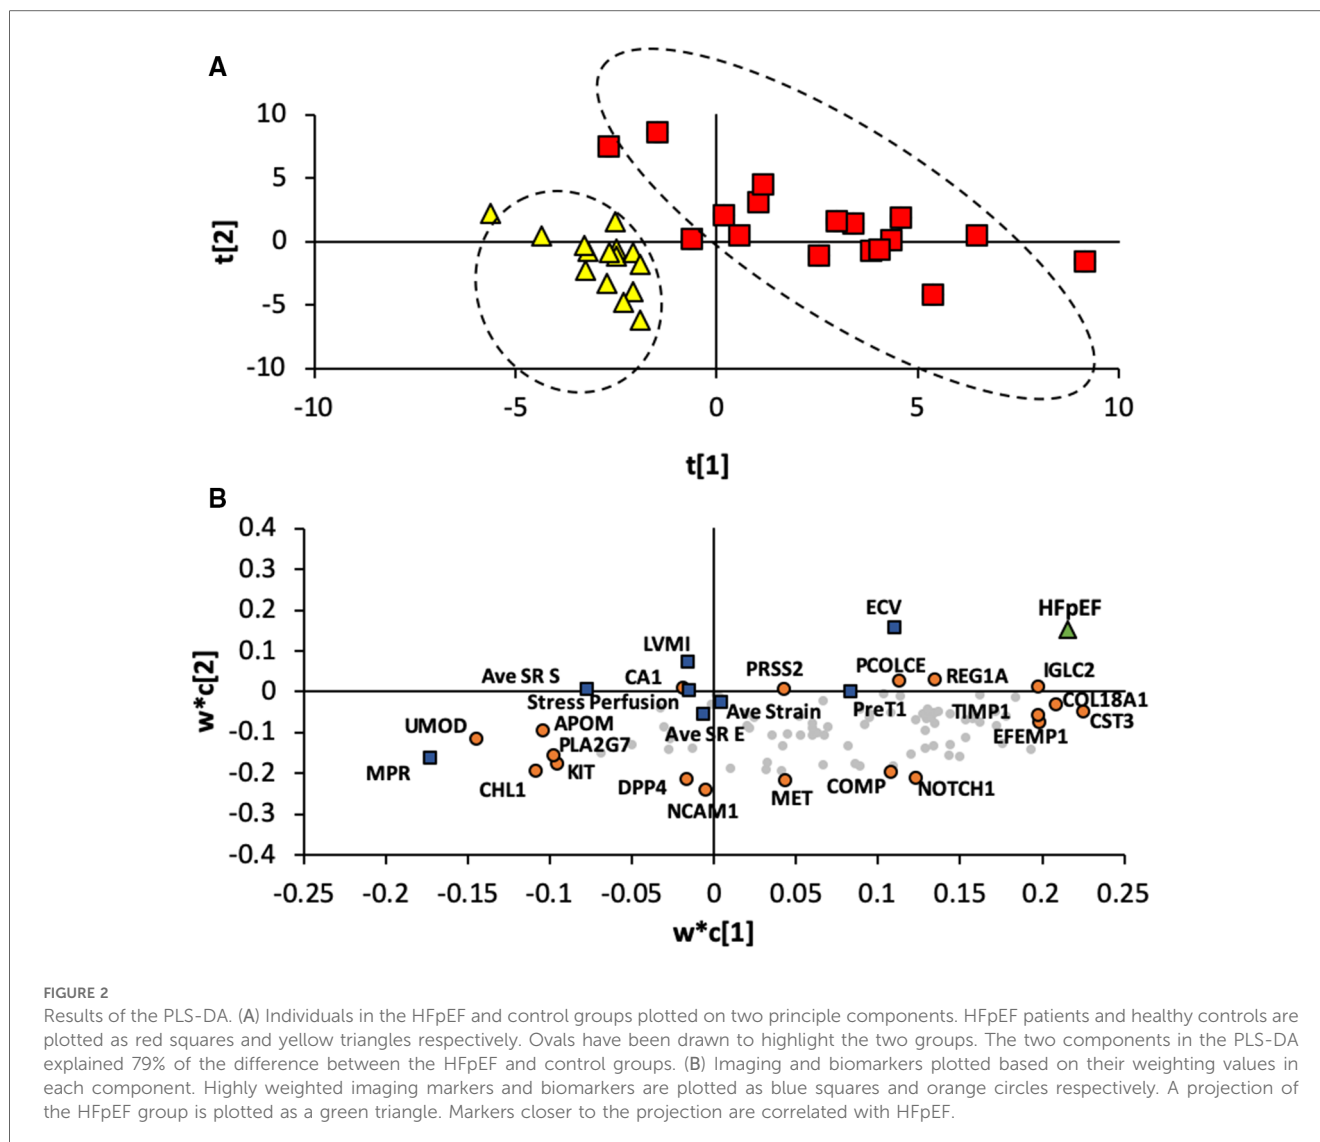 A
10
5
0
-5
-10
t[2]
-10 -5 0 5 10
t[1]
B
0.4
0.3
0.2
0.1
0
-0.1
-0.2
-0.3
-0.4
w*c[2]
ECV HFpEF
LVMI
Ave SR S CA1 PRSS2 PCOLCE REG1A IGLC2
Stress Perfusion Ave Strain PreT1 TIMP1 COL18A1
UMOD APOM Ave SR E EFEMP1 CST3
MPR PLA2G7
CHL1 KIT DPP4 NCAM1 MET COMP NOTCH1
-0.25 -0.2 -0.15 -0.1 -0.05 0 0.05 0.1 0.15 0.2 0.25
w*c[1]
FIGURE 2
Results of the PLS-DA. (A) Individuals in the HFpEF and control groups plotted on two principle components. HFpEF patients and healthy controls are
plotted as red squares and yellow triangles respectively. Ovals have been drawn to highlight the two groups. The two components in the PLS-DA
explained 79% of the difference between the HFpEF and control groups. (B) Imaging and biomarkers plotted based on their weighting values in
each component. Highly weighted imaging markers and biomarkers are plotted as blue squares and orange circles respectively. A projection of
the HFpEF group is plotted as a green triangle. Markers closer to the projection are correlated with HFpEF.